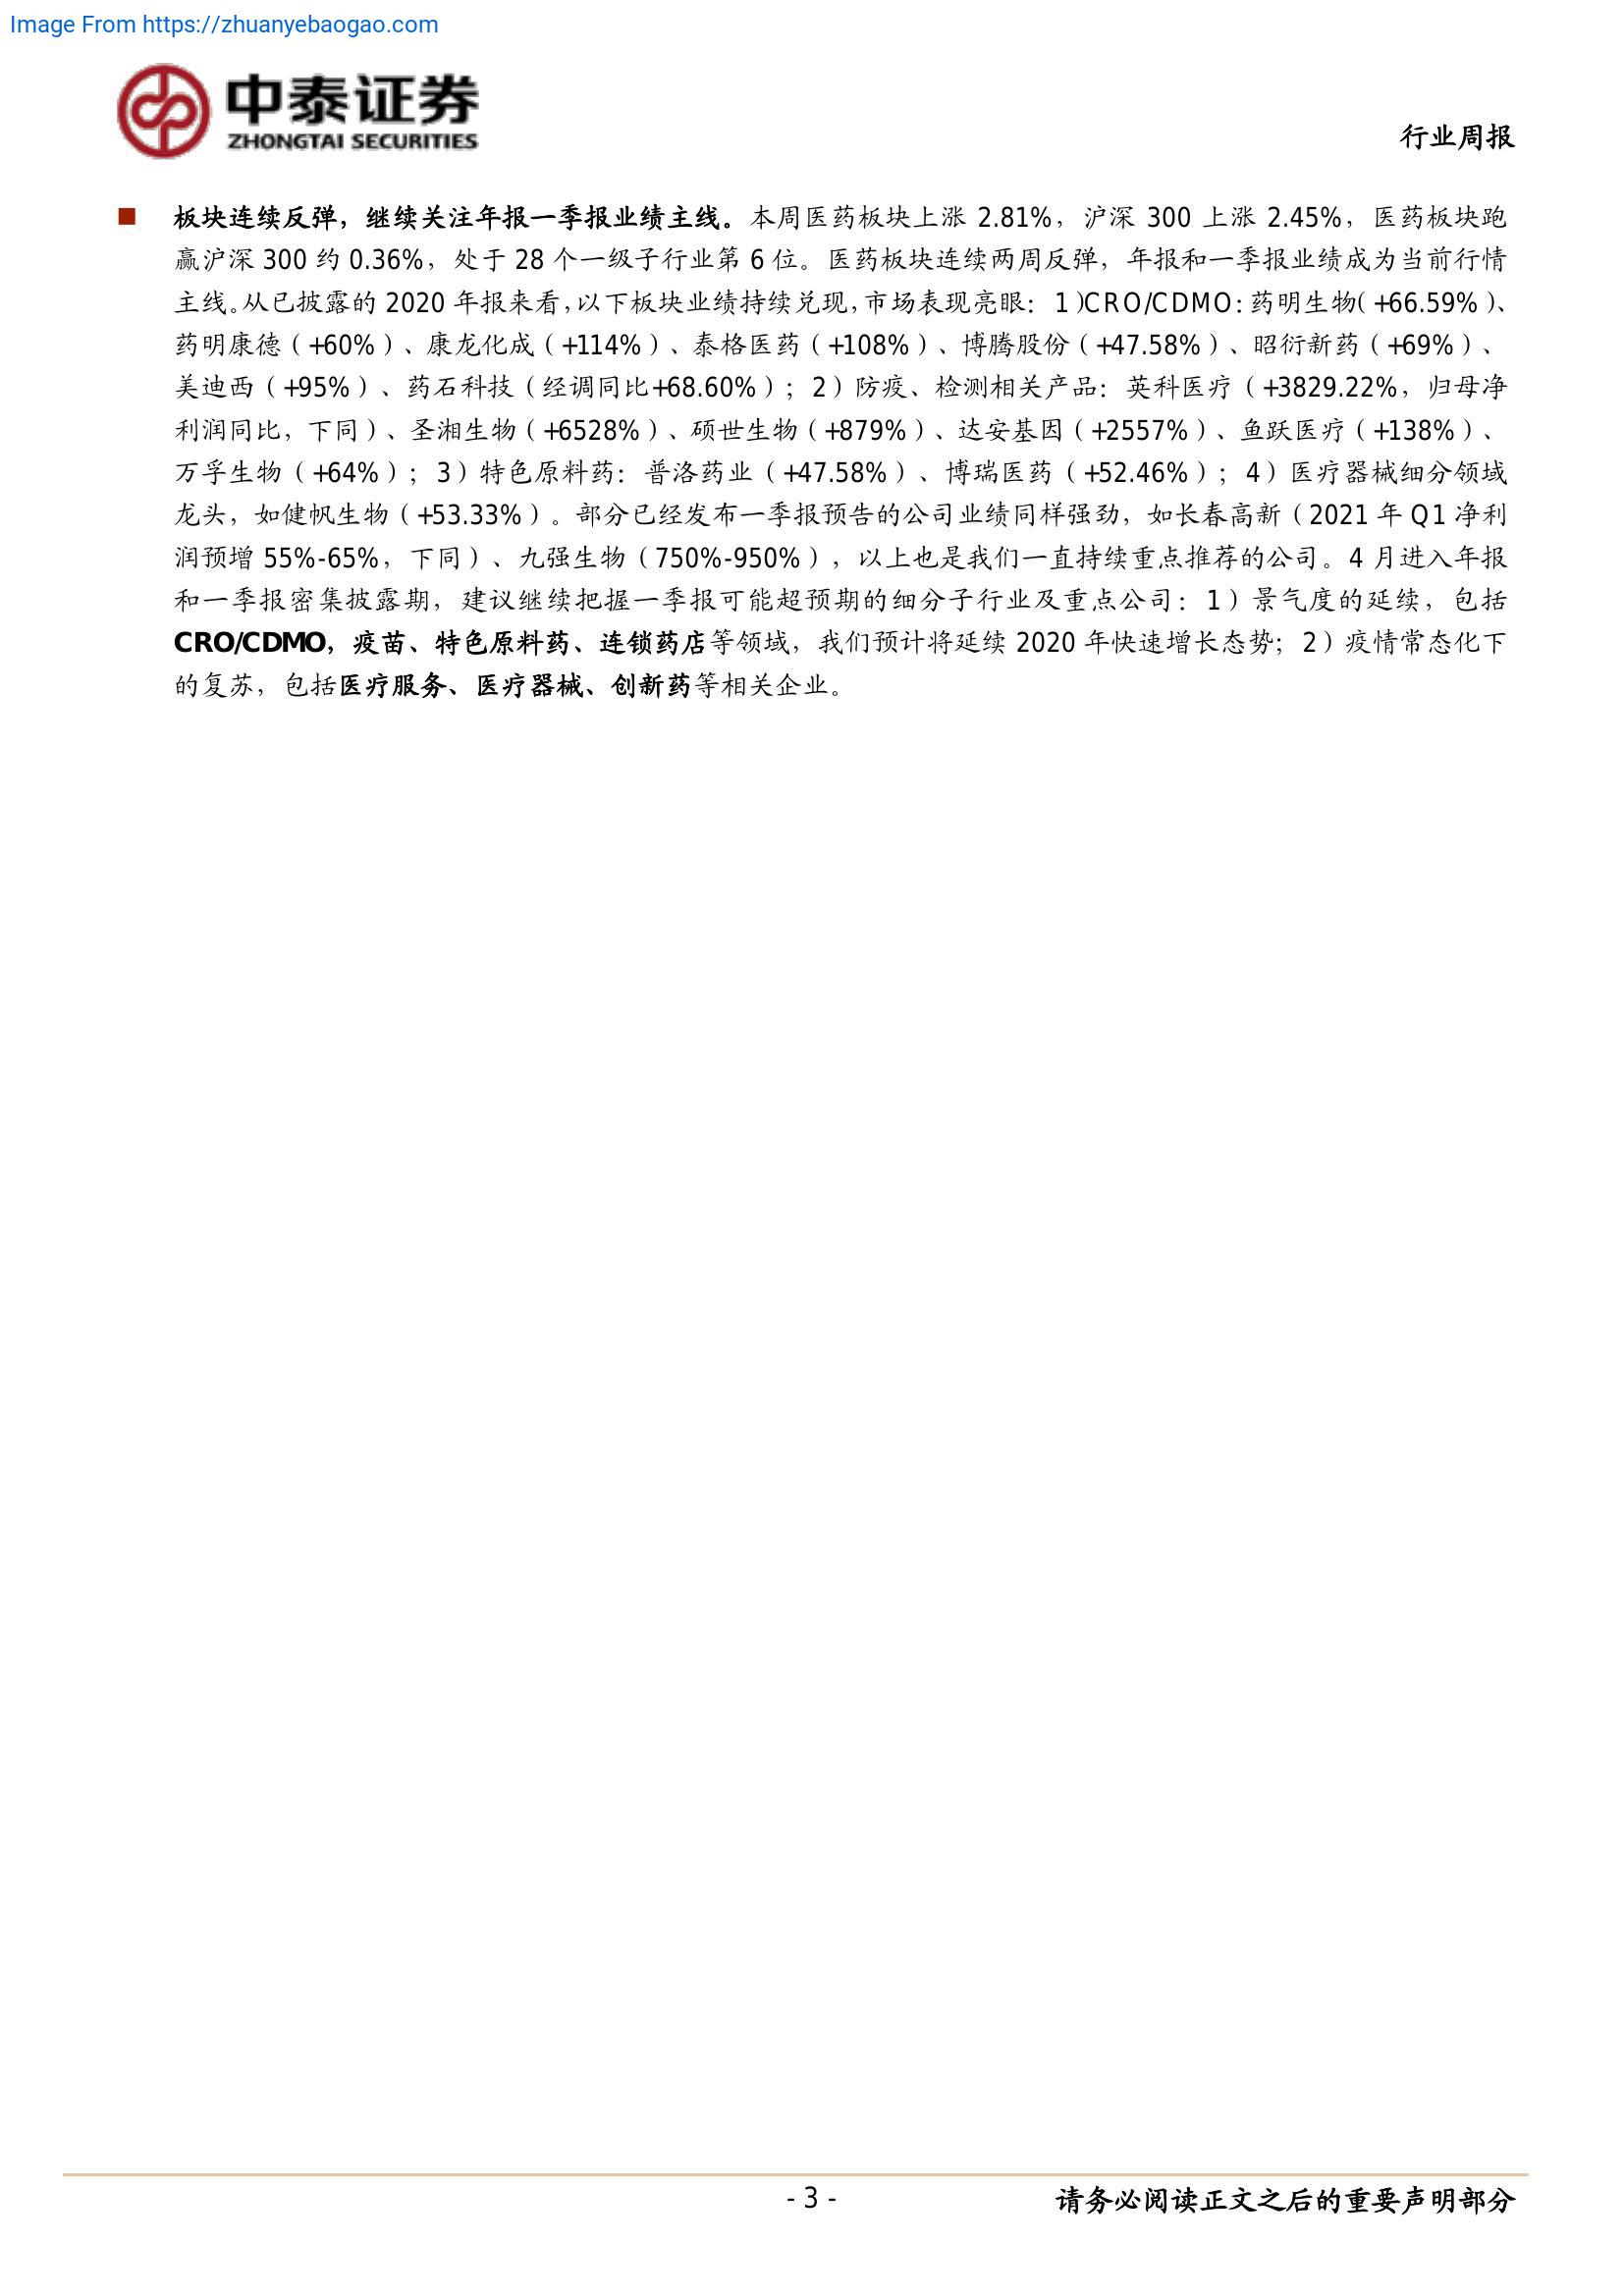 Image From https://zhuanyebaogao.com
中泰证券
ZHONGTAI SECURITIES
行业周报
■ 板块连续反弹，继续关注年报一季报业绩主线。本周医药板块上涨 2.81%，沪深 300 上涨 2.45%，医药板块跑
赢沪深 300 约 0.36%，处于 28 个一级子行业第 6 位。医药板块连续两周反弹，年报和一季报业绩成为当前行情
主线。从已披露的 2020 年报来看，以下板块业绩持续兑现，市场表现亮眼：1）CRO/CDMO：药明生物（+66.59%）、
药明康德（+60%）、康龙化成（+114%）、泰格医药（+108%）、博腾股份（+47.58%）、昭衍新药（+69%）、
美迪西（+95%）、药石科技（经调同比+68.60%）；2）防疫、检测相关产品：英科医疗（+3829.22%，归母净
利润同比，下同）、圣湘生物（+6528%）、硕世生物（+879%）、达安基因（+2557%）、鱼跃医疗（+138%）、
万孚生物（+64%）；3）特色原料药：普洛药业（+47.58%）、博瑞医药（+52.46%）；4）医疗器械细分领域
龙头，如健帆生物（+53.33%）。部分已经发布一季报预告的公司业绩同样强劲，如长春高新（2021 年 Q1 净利
润预增 55%-65%，下同）、九强生物（750%-950%），以上也是我们一直持续重点推荐的公司。4 月进入年报
和一季报密集披露期，建议继续把握一季报可能超预期的细分子行业及重点公司：1）景气度的延续，包括
CRO/CDMO，疫苗、特色原料药、连锁药店等领域，我们预计将延续 2020 年快速增长态势；2）疫情常态化下
的复苏，包括医疗服务、医疗器械、创新药等相关企业。
- 3 -
请务必阅读正文之后的重要声明部分